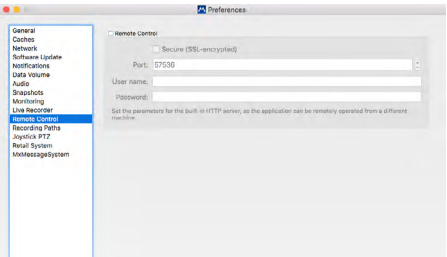 Preferences
General
Caches
Network
Software Update
Notifications
Data Volume
Audio
Snapshots
Monitoring
Live Recorder
Remote Control
Recording Paths
Joystick PTZ
Retail System
MxMessageSystem
Remote Control
Secure (SSL-encrypted)
Port: 57536
User name:
Password:
Set the parameters for the built-in HTTP server, so the application can be remotely operated from a different
machine.